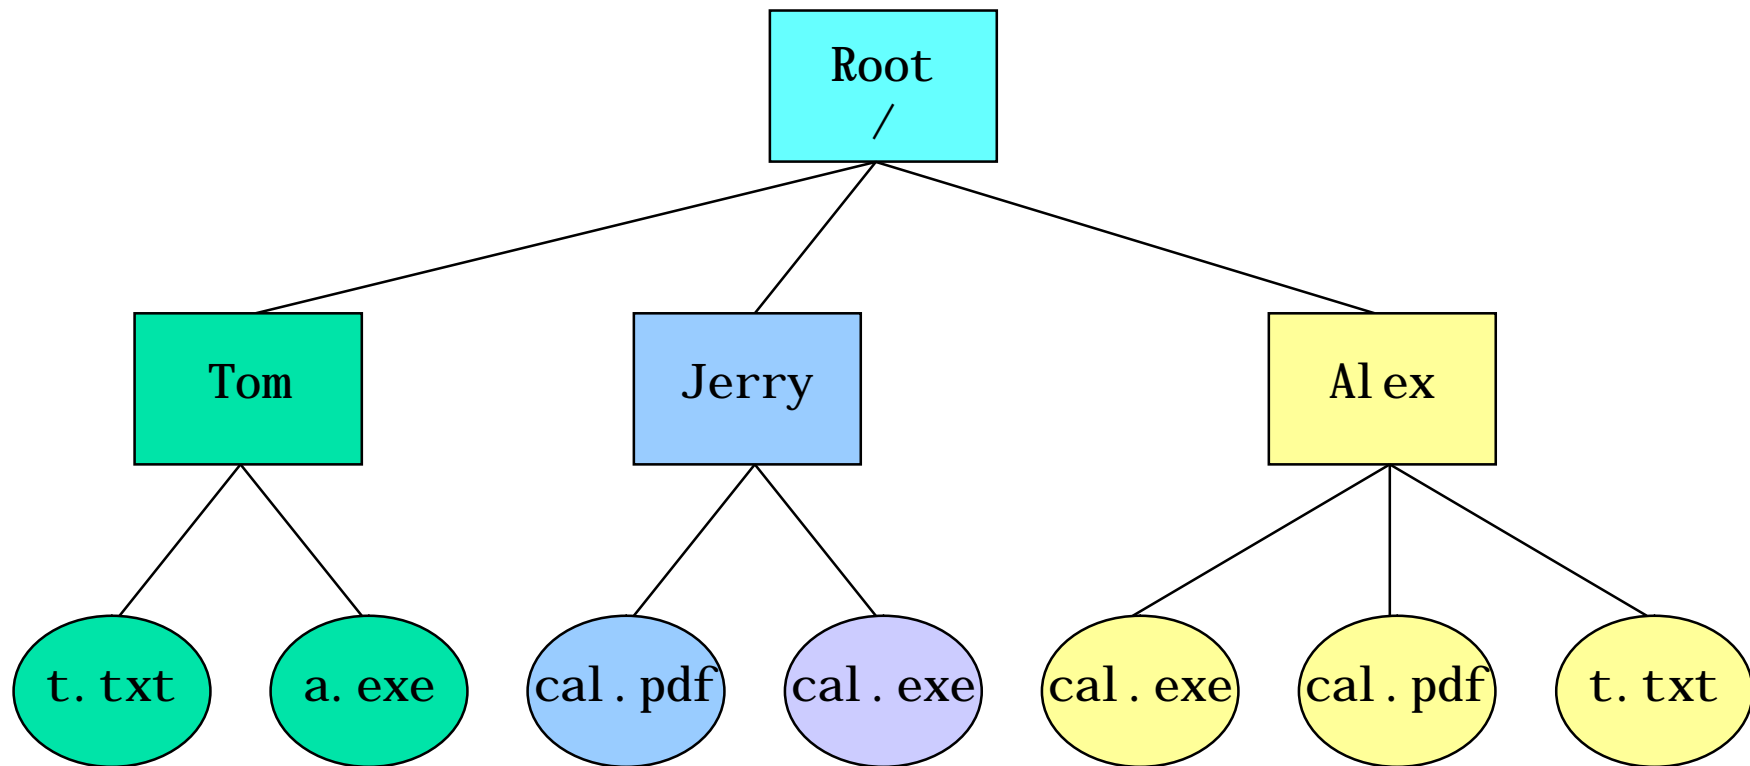 Root
/
Tom
Jerry
Alex
t.txt
a.exe
cal.pdf
cal.exe
cal.exe
cal.pdf
t.txt